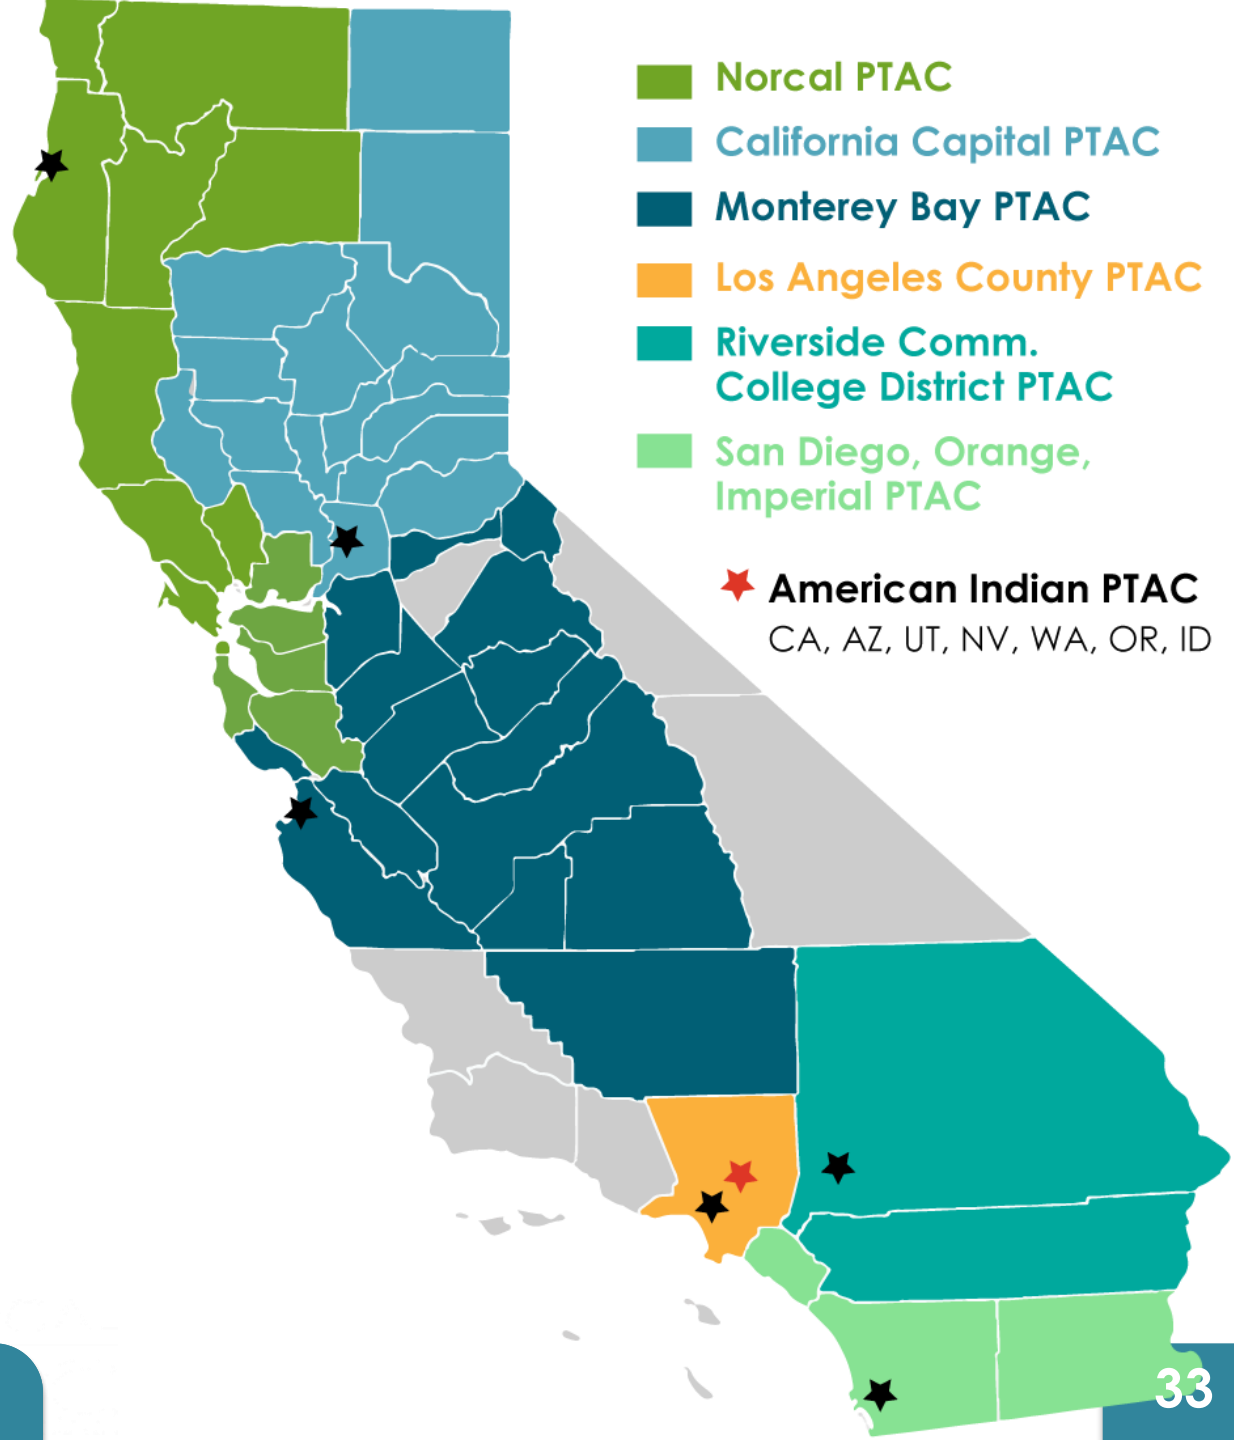 Norcal PTAC
California Capital PTAC
Monterey Bay PTAC
Los Angeles County PTAC
Riverside Comm.
College District PTAC
San Diego, Orange,
Imperial PTAC
American Indian PTAC
CA, AZ, UT, NV, WA, OR, ID
33